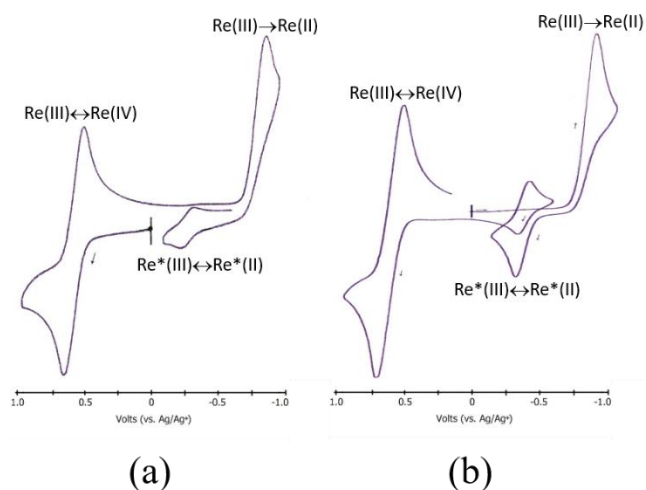 Re(III)→Re(II)
Re(III)↔Re(IV)
Re*(III)↔Re*(II)
1.0 0.5 0 -0.5 -1.0
Volts (vs. Ag/Ag⁺)
(a)
Re(III)→Re(II)
Re(III)↔Re(IV)
Re*(III)↔Re*(II)
1.0 0.5 0 -0.5 -1.0
Volts (vs. Ag/Ag⁺)
(b)